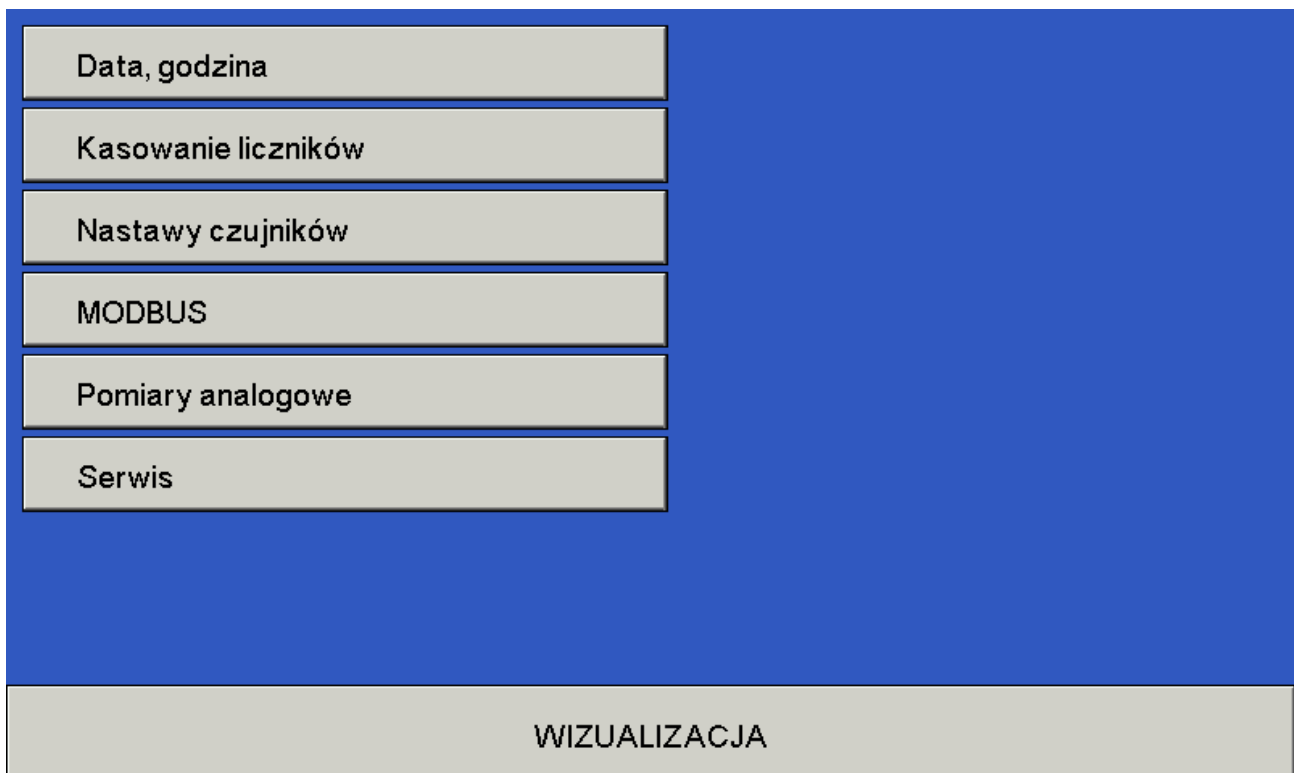 Data, godzina
Kasowanie liczników
Nastawy czujników
MODBUS
Pomiary analogowe
Serwis
WIZUALIZACJA